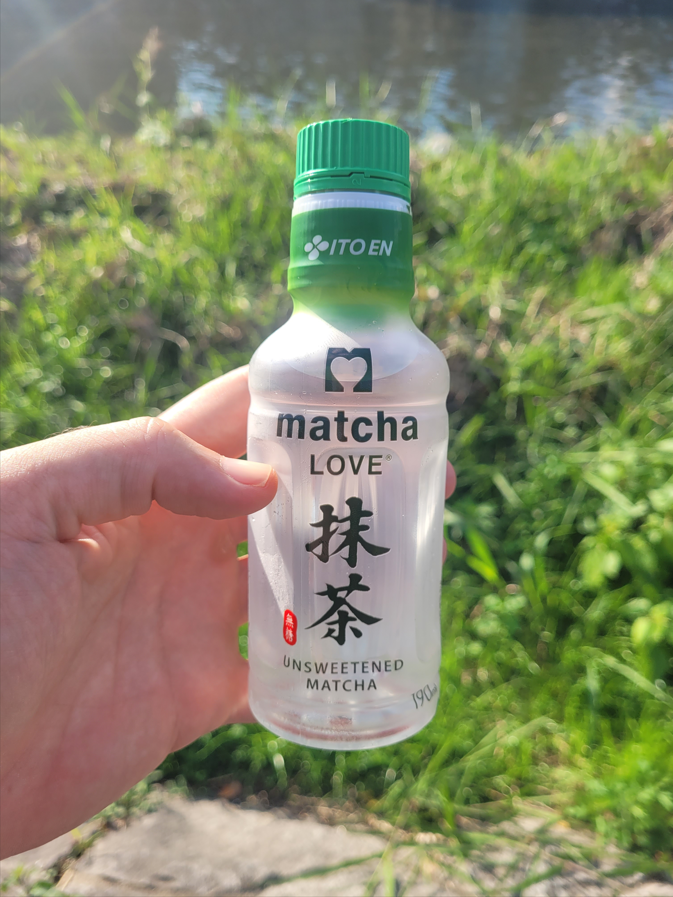 ITO EN
matcha
LOVE®
抹
茶
無糖
UNSWEETENED
MATCHA
190mL